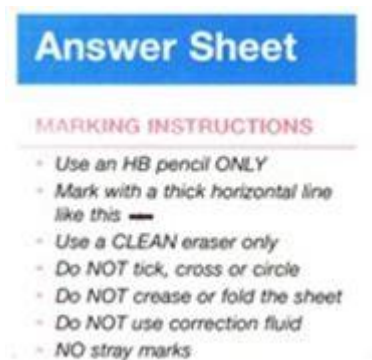 Answer Sheet
MARKING INSTRUCTIONS
- Use an HB pencil ONLY
- Mark with a thick horizontal line
like this
- Use a CLEAN eraser only
- Do NOT tick, cross or circle
- Do NOT crease or fold the sheet
- Do NOT use correction fluid
- NO stray marks